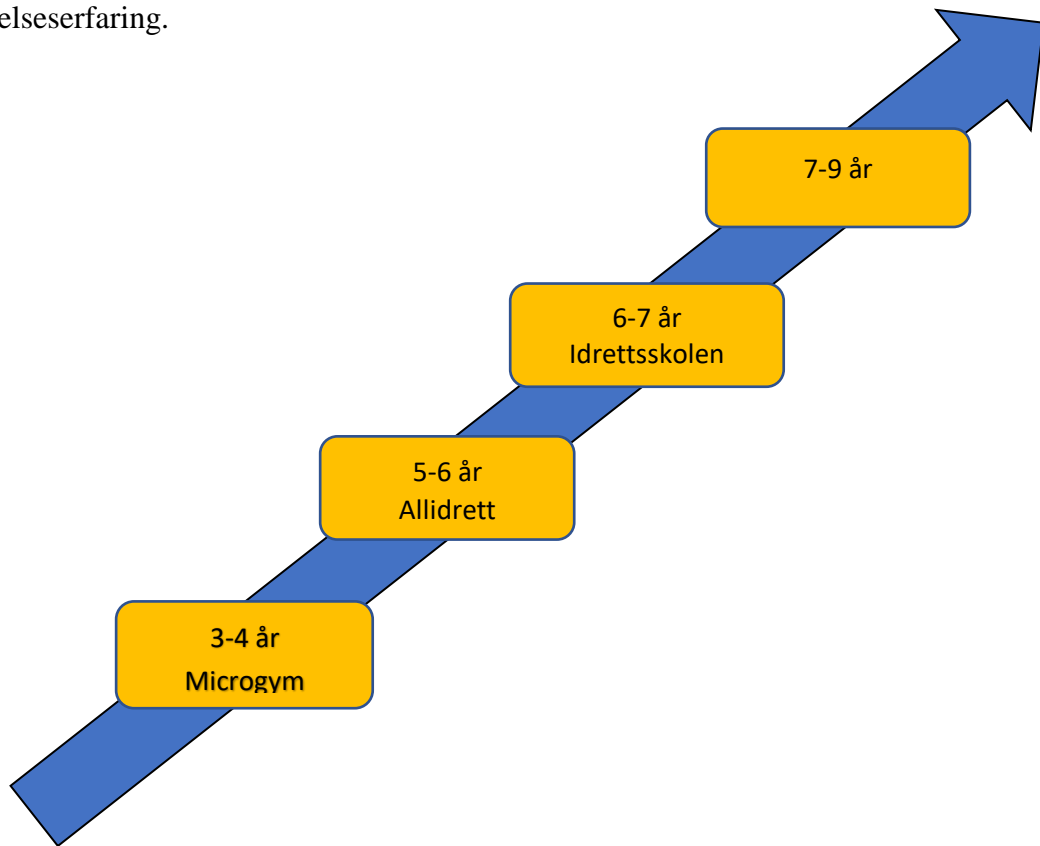 elseserfaring.
7-9 år
6-7 år
Idrettsskolen
5-6 år
Allidrett
3-4 år
Microgym